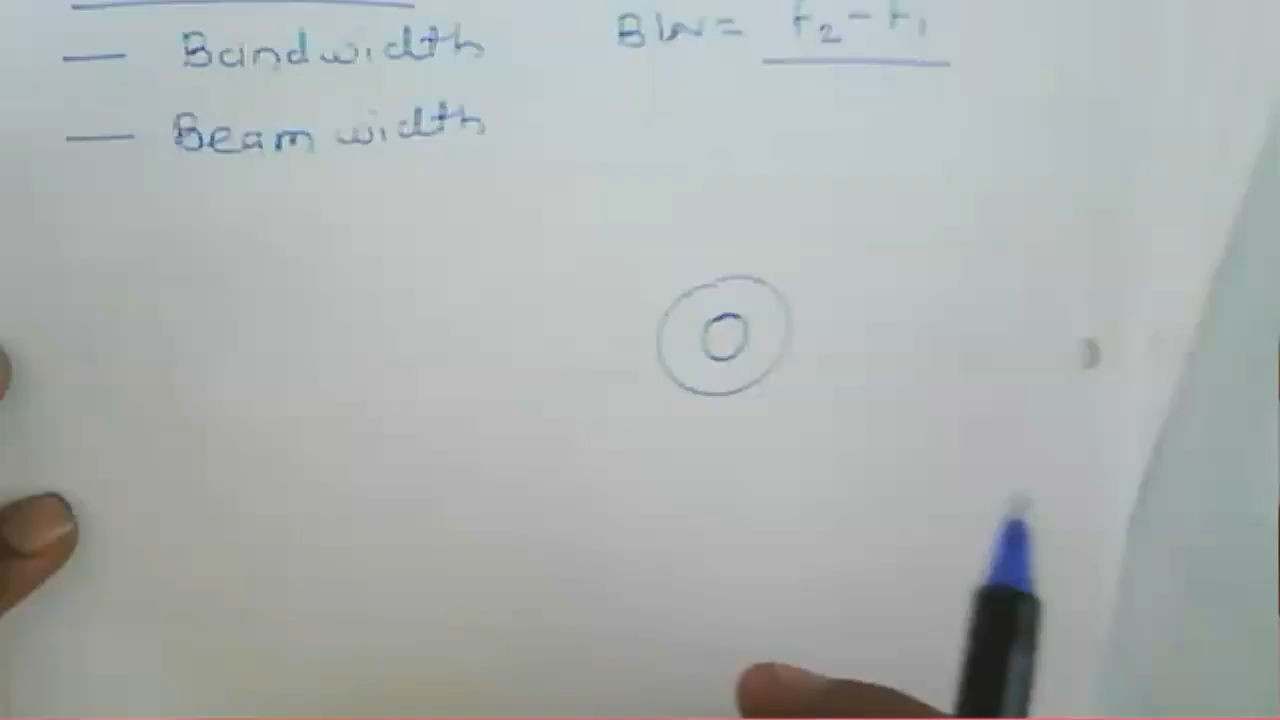 — Bandwidth
BW = f₂ - f₁
— Beam width